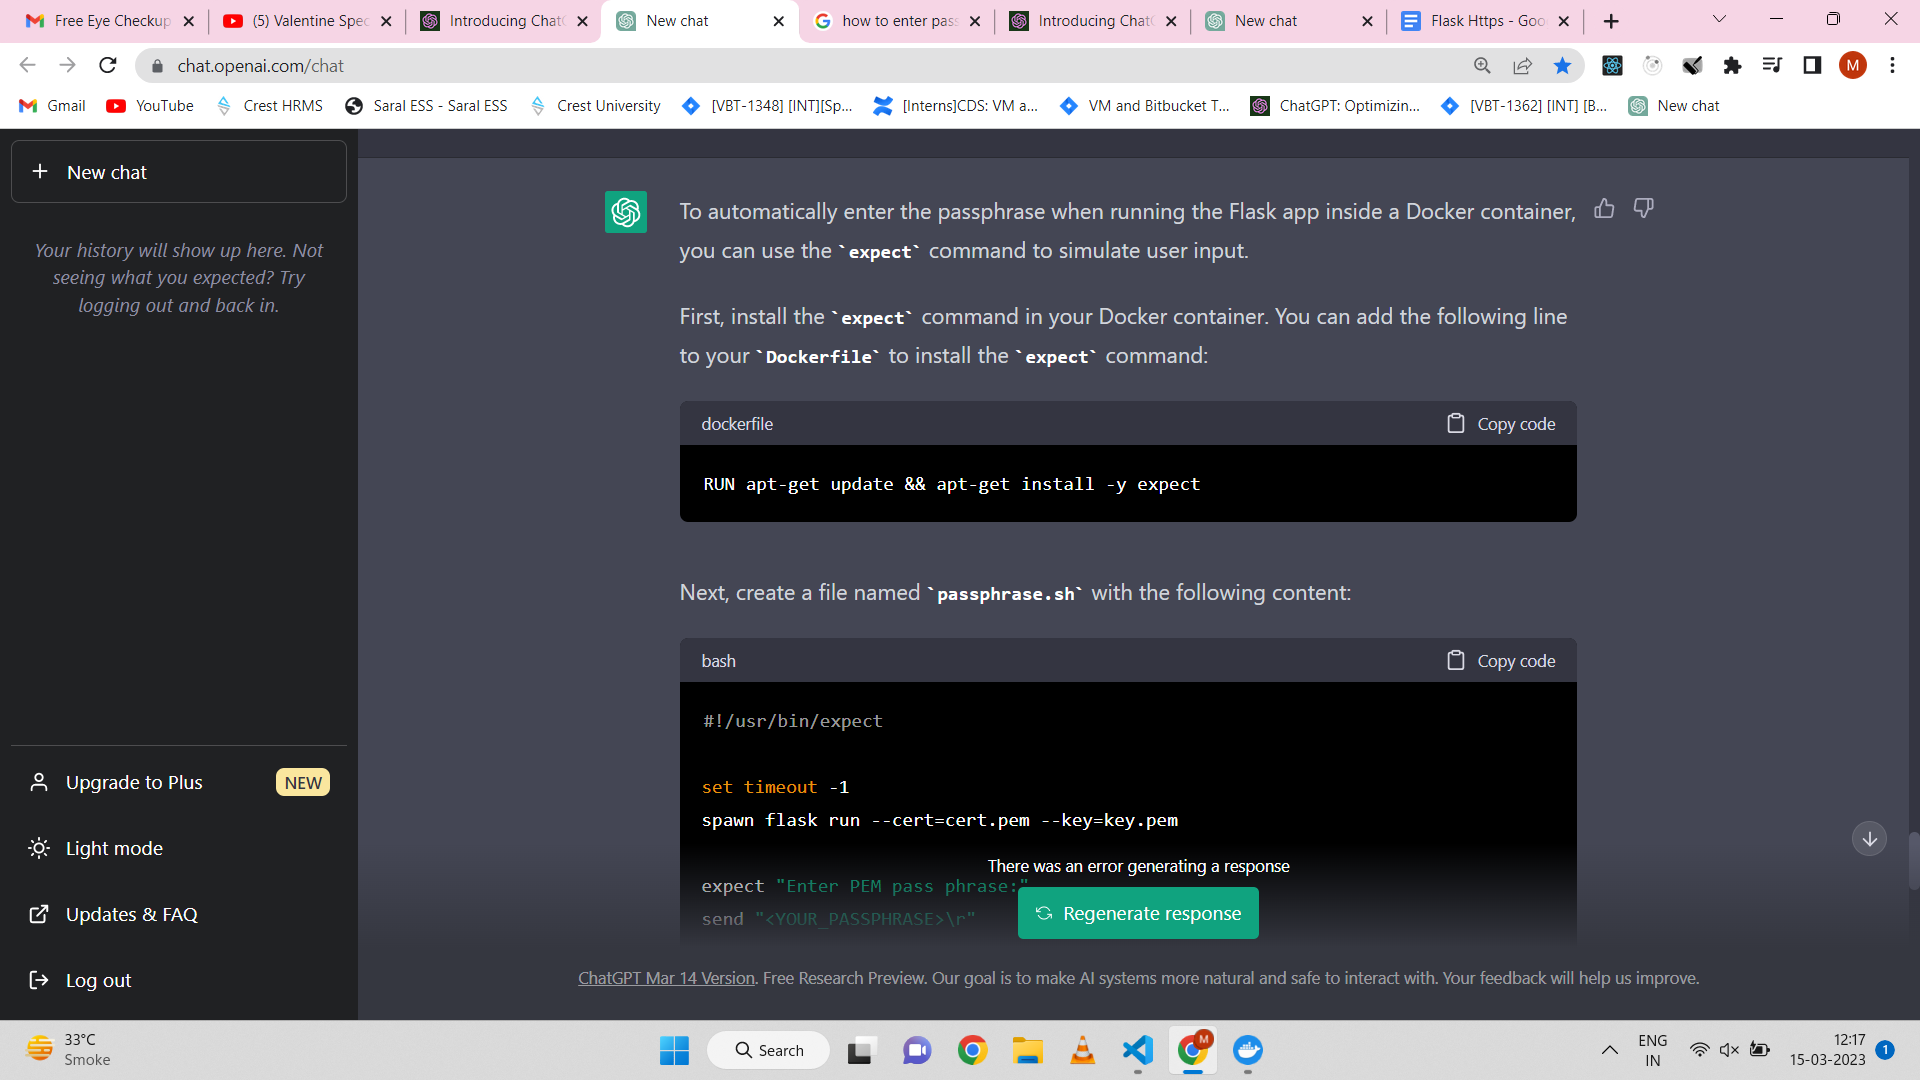 Free Eye Checkup
(5) Valentine Spec
Introducing ChatG
New chat
how to enter pass
Introducing ChatG
New chat
Flask Https - Goo
chat.openai.com/chat
M
Gmail
YouTube
Crest HRMS
Saral ESS - Saral ESS
Crest University
[VBT-1348] [INT][Sp...
[Interns]CDS: VM a...
VM and Bitbucket T...
ChatGPT: Optimizin...
[VBT-1362] [INT] [B...
New chat
New chat
Your history will show up here. Not
seeing what you expected? Try
logging out and back in.
Upgrade to Plus
NEW
Light mode
Updates & FAQ
Log out
To automatically enter the passphrase when running the Flask app inside a Docker container,
you can use the `expect` command to simulate user input.
First, install the `expect` command in your Docker container. You can add the following line
to your `Dockerfile` to install the `expect` command:
dockerfile
Copy code
RUN apt-get update && apt-get install -y expect
Next, create a file named `passphrase.sh` with the following content:
bash
Copy code
#!/usr/bin/expect
set timeout -1
spawn flask run --cert=cert.pem --key=key.pem
There was an error generating a response
expect "Enter PEM pass phrase:"
send "<YOUR_PASSPHRASE>\r"
Regenerate response
ChatGPT Mar 14 Version. Free Research Preview. Our goal is to make AI systems more natural and safe to interact with. Your feedback will help us improve.
33°C
Smoke
Search
M
ENG
IN
12:17
15-03-2023
1